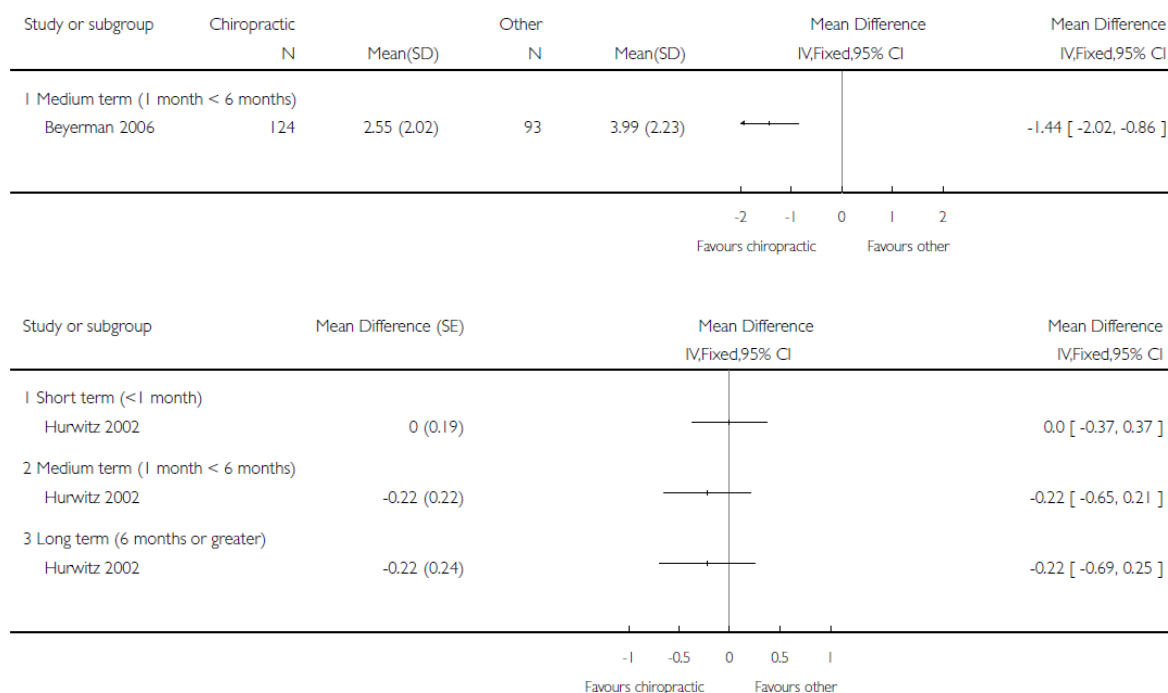 Study or subgroup Chiropractic Other Mean Difference Mean Difference
N Mean(SD) N Mean(SD) IV,Fixed,95% CI IV,Fixed,95% CI
1 Medium term (1 month < 6 months)
Beyerman 2006 124 2.55 (2.02) 93 3.99 (2.23) -1.44 [ -2.02, -0.86 ]
-2 -1 0 1 2
Favours chiropractic Favours other
Study or subgroup Mean Difference (SE) Mean Difference Mean Difference
IV,Fixed,95% CI IV,Fixed,95% CI
1 Short term (<1 month)
Hurwitz 2002 0 (0.19) 0.0 [ -0.37, 0.37 ]
2 Medium term (1 month < 6 months)
Hurwitz 2002 -0.22 (0.22) -0.22 [ -0.65, 0.21 ]
3 Long term (6 months or greater)
Hurwitz 2002 -0.22 (0.24) -0.22 [ -0.69, 0.25 ]
-1 -0.5 0 0.5 1
Favours chiropractic Favours other